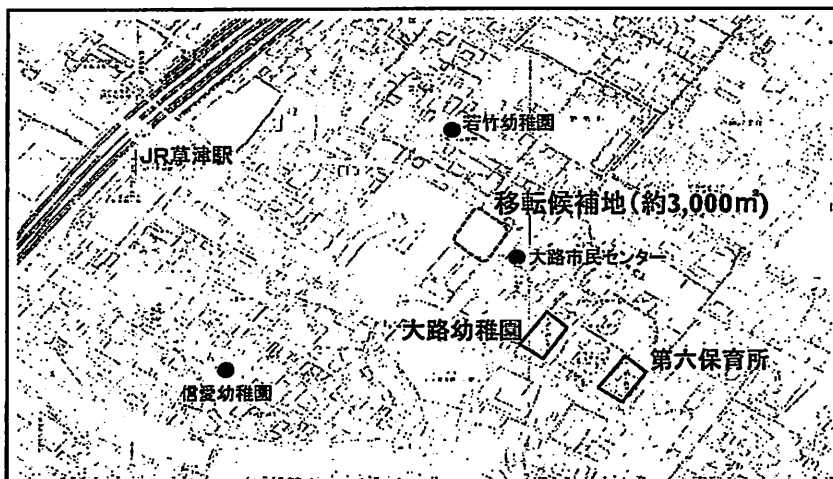 若竹幼稚園
JR草津駅
移転候補地(約3,000㎡)
大路市民センター
大路幼稚園
第六保育所
信愛幼稚園